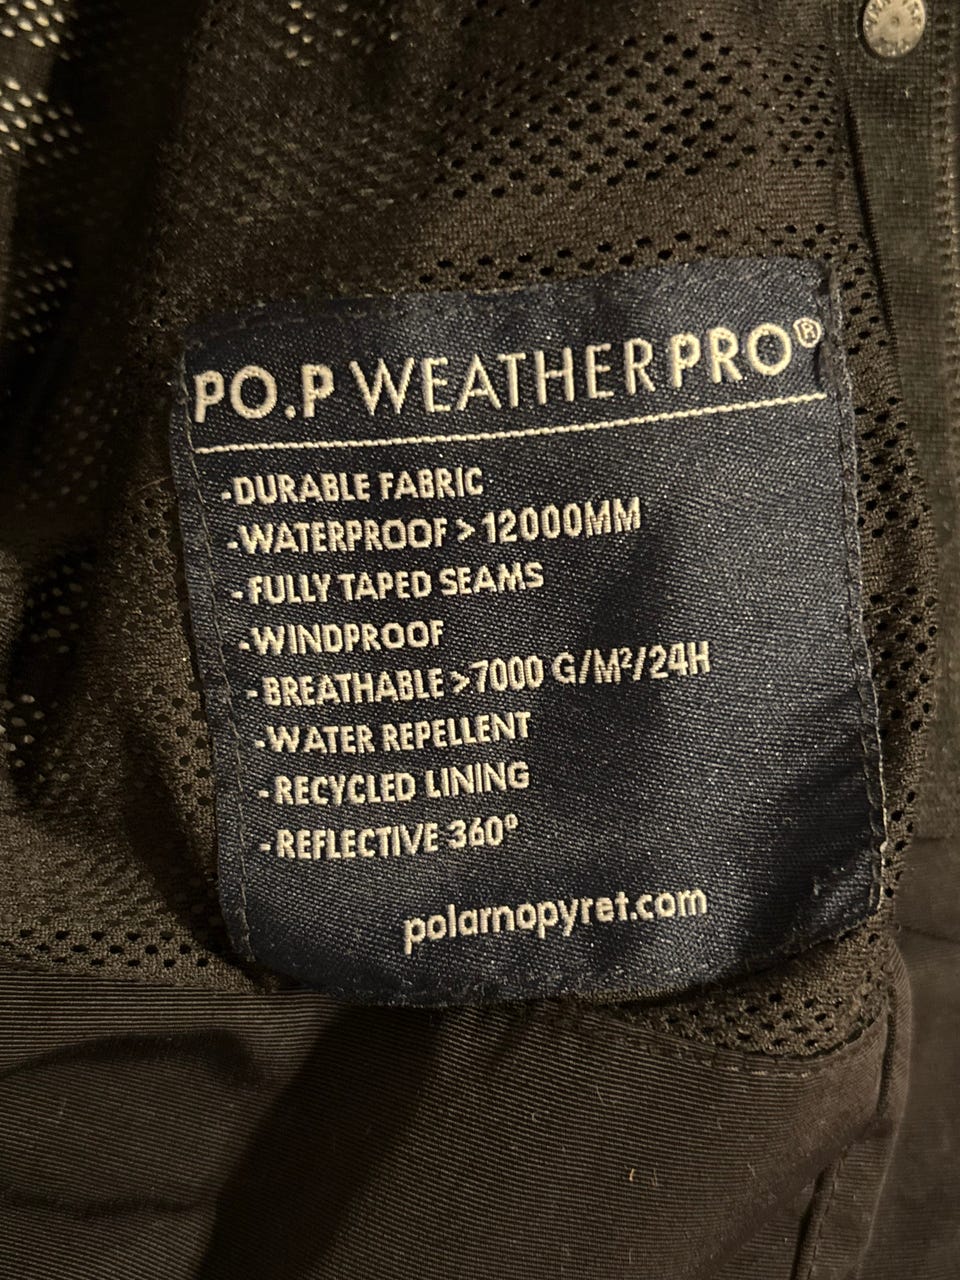 PO.P WEATHERPRO®
-DURABLE FABRIC
-WATERPROOF > 12000MM
-FULLY TAPED SEAMS
-WINDPROOF
-BREATHABLE >7000 G/M²/24H
-WATER REPELLENT
-RECYCLED LINING
-REFLECTIVE 360°
polarnopyret.com